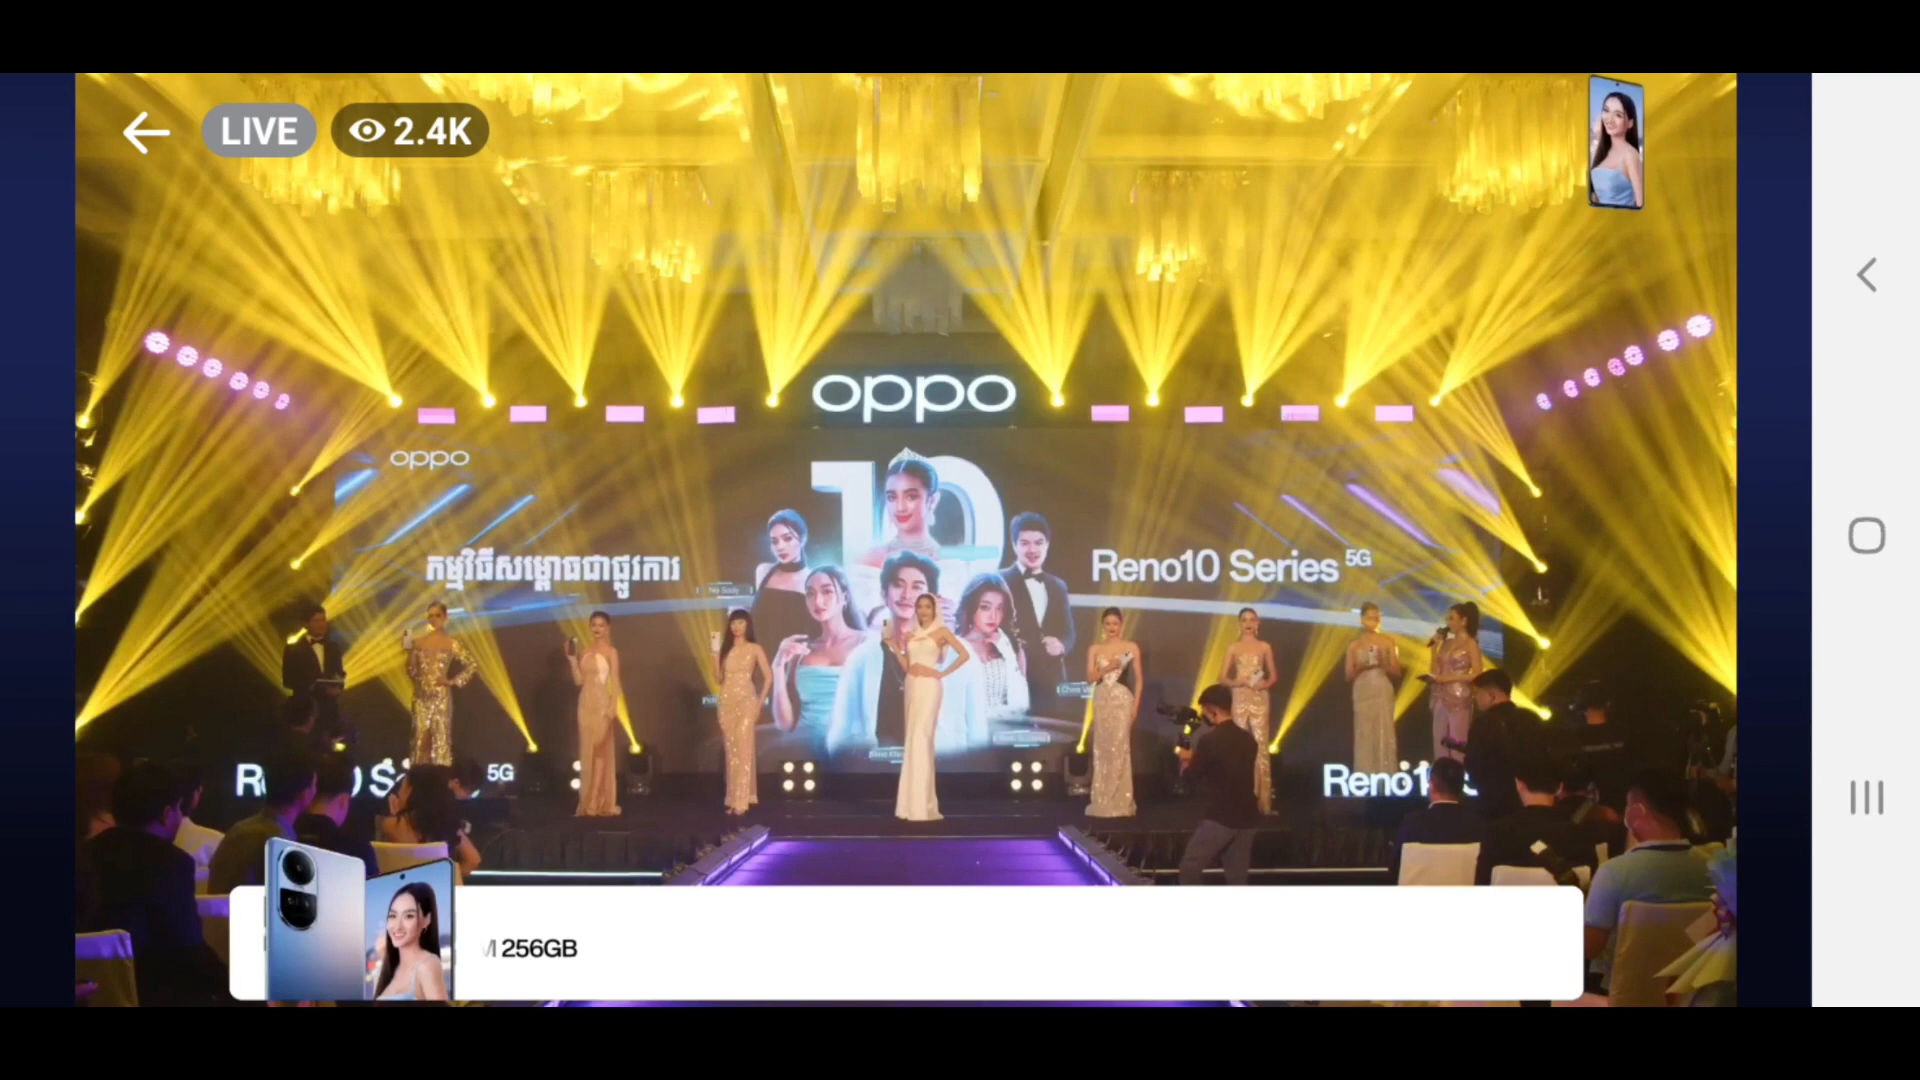 LIVE
2.4K
oppo
oppo
កម្មវិធីសម្ពោធជាផ្លូវការ
Reno10 Series 5G
5G
256GB